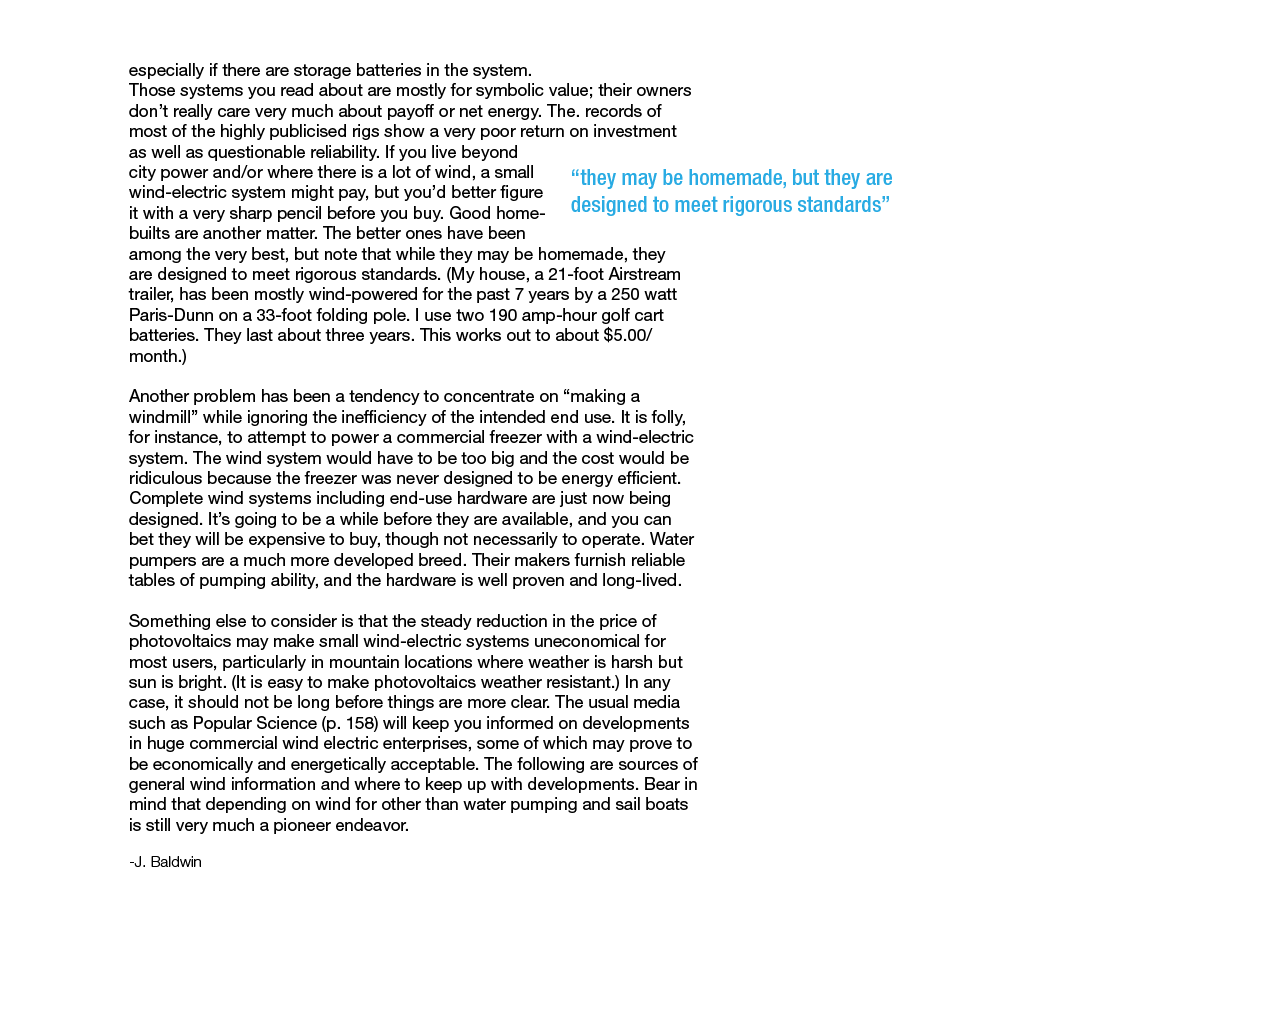 especially if there are storage batteries in the system.
Those systems you read about are mostly for symbolic value; their owners
don’t really care very much about payoff or net energy. The. records of
most of the highly publicised rigs show a very poor return on investment
as well as questionable reliability. If you live beyond
city power and/or where there is a lot of wind, a small
wind-electric system might pay, but you’d better figure
it with a very sharp pencil before you buy. Good home-
builts are another matter. The better ones have been
among the very best, but note that while they may be homemade, they
are designed to meet rigorous standards. (My house, a 21-foot Airstream
trailer, has been mostly wind-powered for the past 7 years by a 250 watt
Paris-Dunn on a 33-foot folding pole. I use two 190 amp-hour golf cart
batteries. They last about three years. This works out to about $5.00/
month.)
“they may be homemade, but they are
designed to meet rigorous standards”
Another problem has been a tendency to concentrate on “making a
windmill” while ignoring the inefficiency of the intended end use. It is folly,
for instance, to attempt to power a commercial freezer with a wind-electric
system. The wind system would have to be too big and the cost would be
ridiculous because the freezer was never designed to be energy efficient.
Complete wind systems including end-use hardware are just now being
designed. It’s going to be a while before they are available, and you can
bet they will be expensive to buy, though not necessarily to operate. Water
pumpers are a much more developed breed. Their makers furnish reliable
tables of pumping ability, and the hardware is well proven and long-lived.
Something else to consider is that the steady reduction in the price of
photovoltaics may make small wind-electric systems uneconomical for
most users, particularly in mountain locations where weather is harsh but
sun is bright. (It is easy to make photovoltaics weather resistant.) In any
case, it should not be long before things are more clear. The usual media
such as Popular Science (p. 158) will keep you informed on developments
in huge commercial wind electric enterprises, some of which may prove to
be economically and energetically acceptable. The following are sources of
general wind information and where to keep up with developments. Bear in
mind that depending on wind for other than water pumping and sail boats
is still very much a pioneer endeavor.
-J. Baldwin